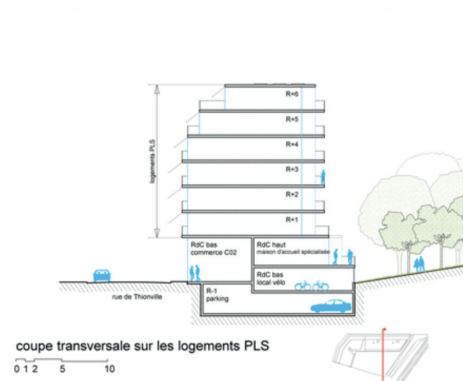 R+6
R+5
R+4
logements PLS
R+3
R+2
R+1
RdC bas
commerce C02
RdC haut
maison d'accueil spécialisée
RdC bas
local vélo
R-1
parking
rue de Thionville
coupe transversale sur les logements PLS
0 1 2 5 10